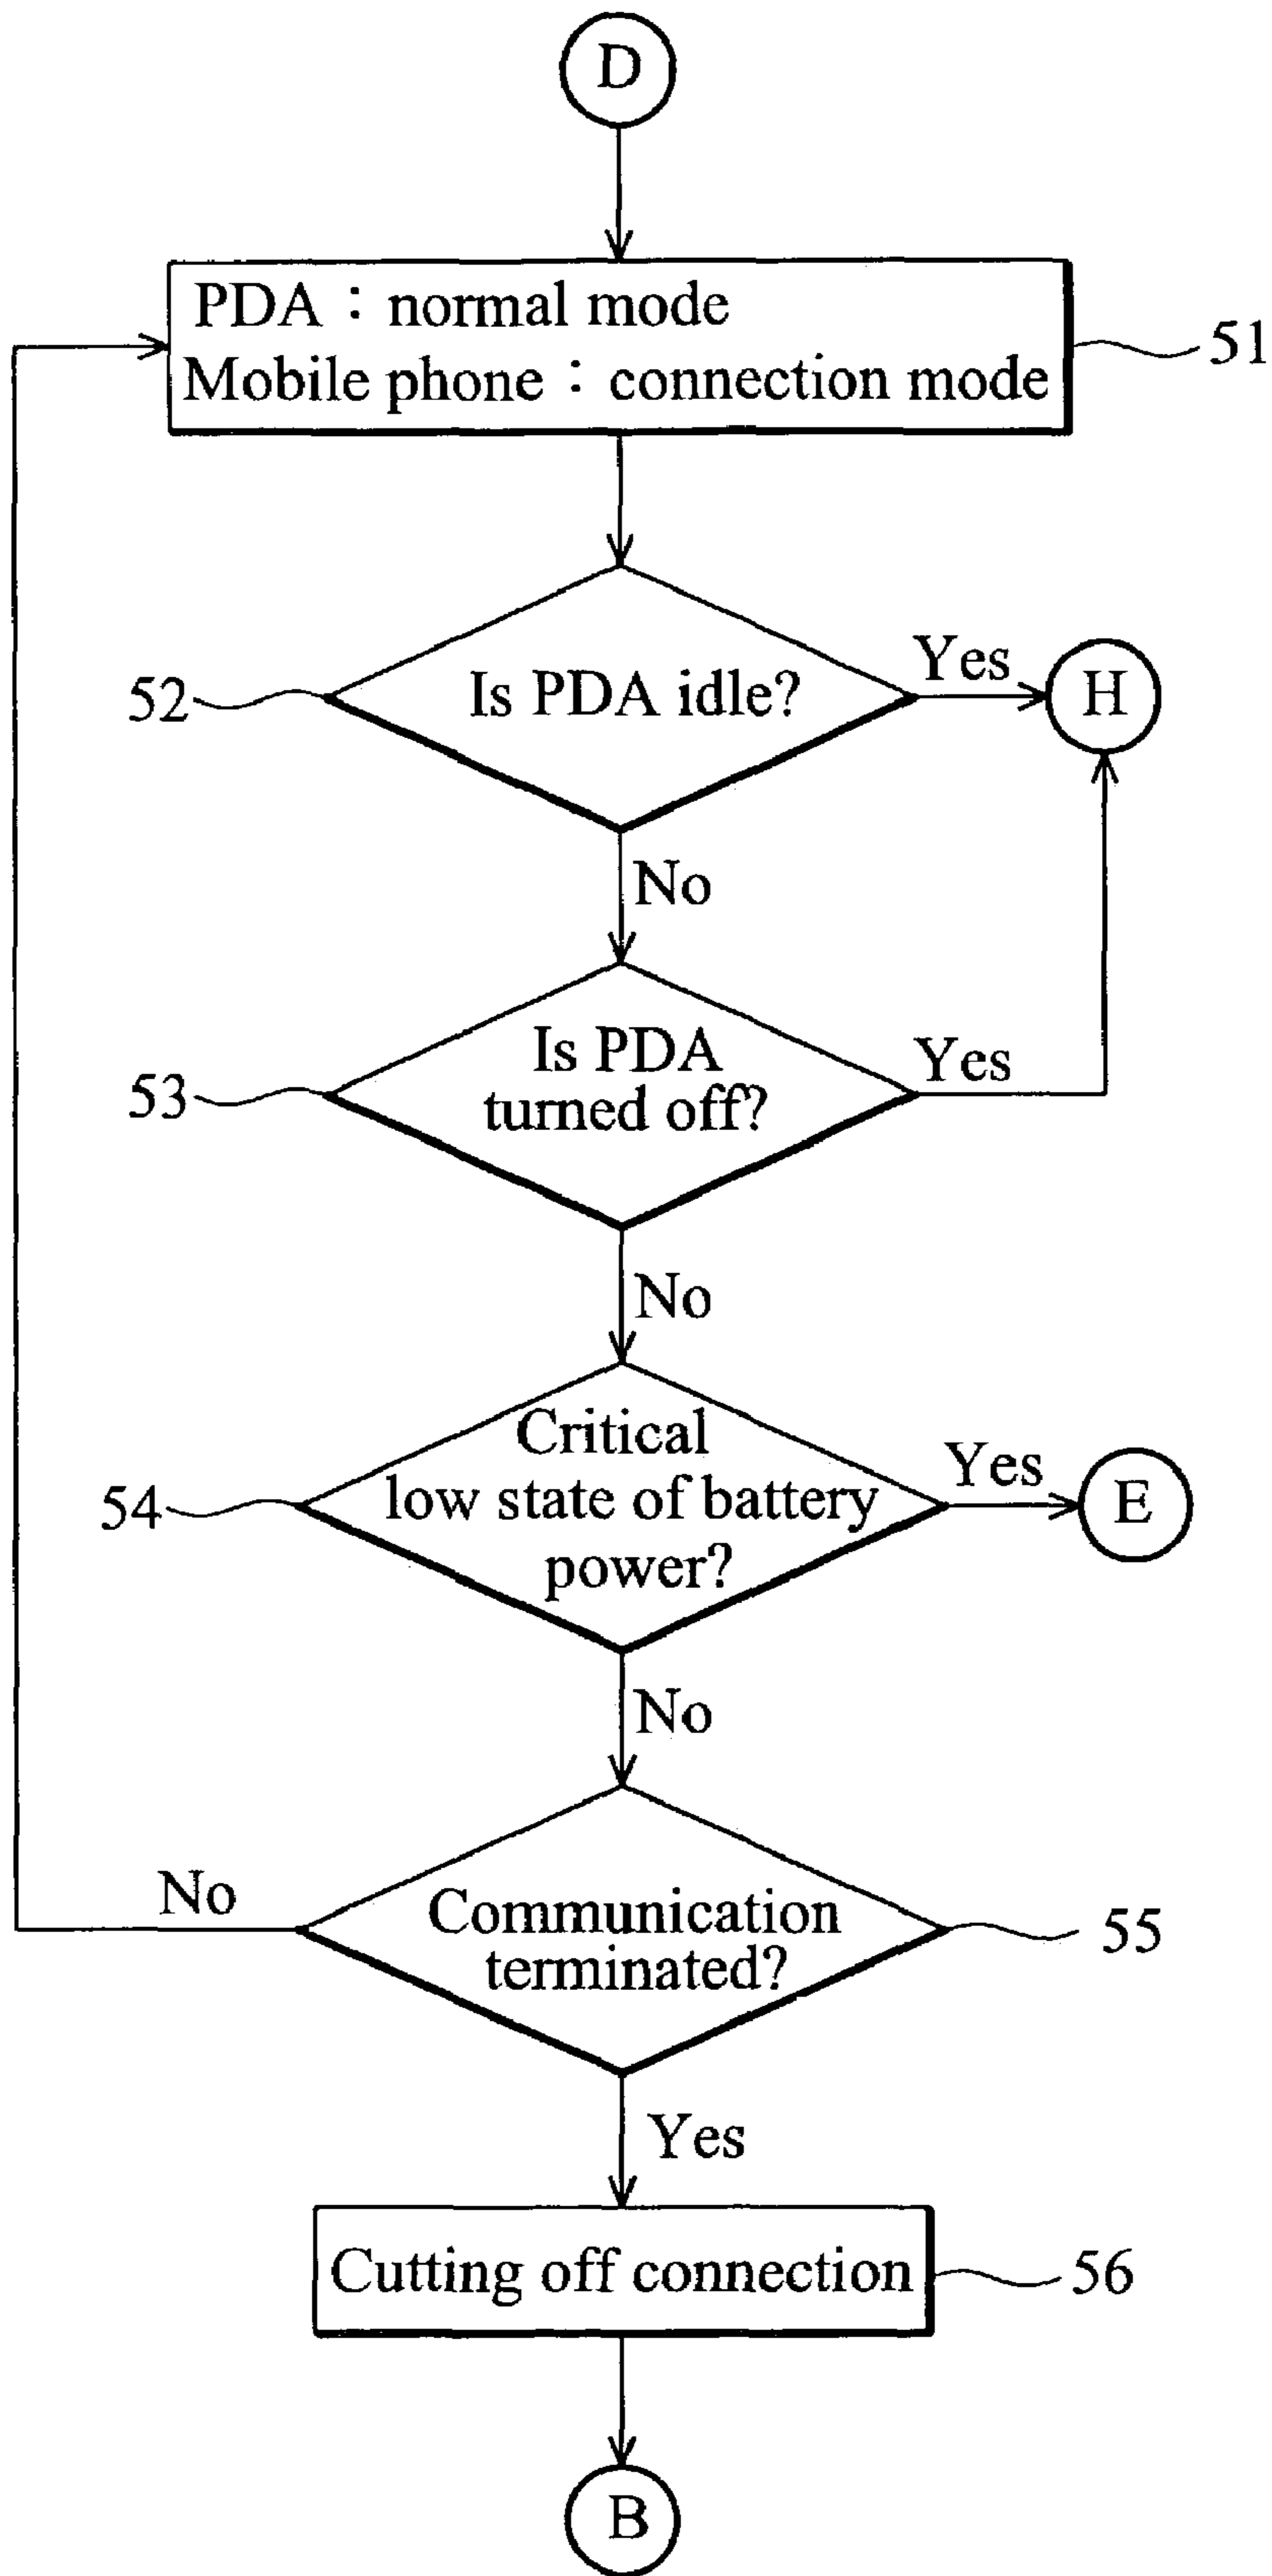 D
PDA：normal mode
Mobile phone：connection mode
51
52
Is PDA idle?
Yes
H
No
53
Is PDA
turned off?
Yes
No
54
Critical
low state of battery
power?
Yes
E
No
No
Communication
terminated?
55
Yes
Cutting off connection
56
B